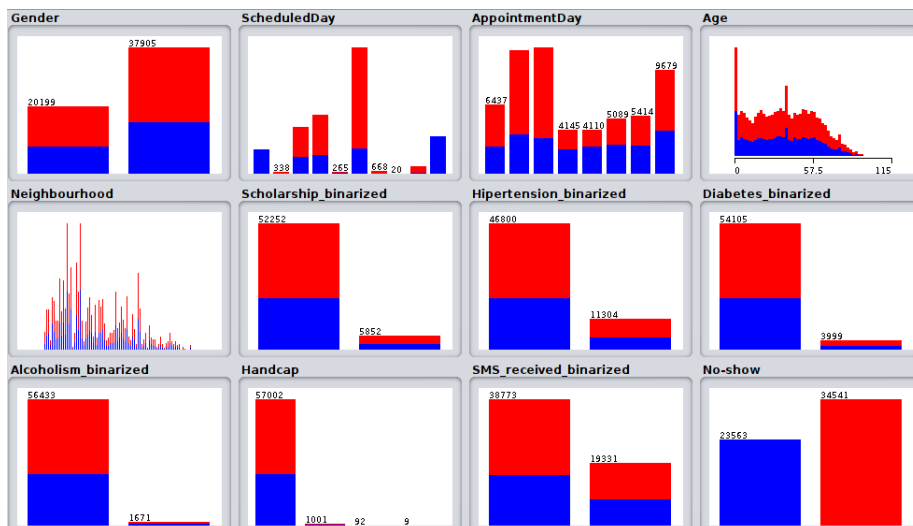 Gender
ScheduledDay
AppointmentDay
Age
20199
37905
338
265
668
20
6437
4145
4110
5089
5414
9679
0
57.5
115
Neighbourhood
Scholarship_binarized
Hipertension_binarized
Diabetes_binarized
52252
5852
46800
11304
54105
3999
Alcoholism_binarized
Handcap
SMS_received_binarized
No-show
56433
1671
57002
1001
92
9
38773
19331
23563
34541